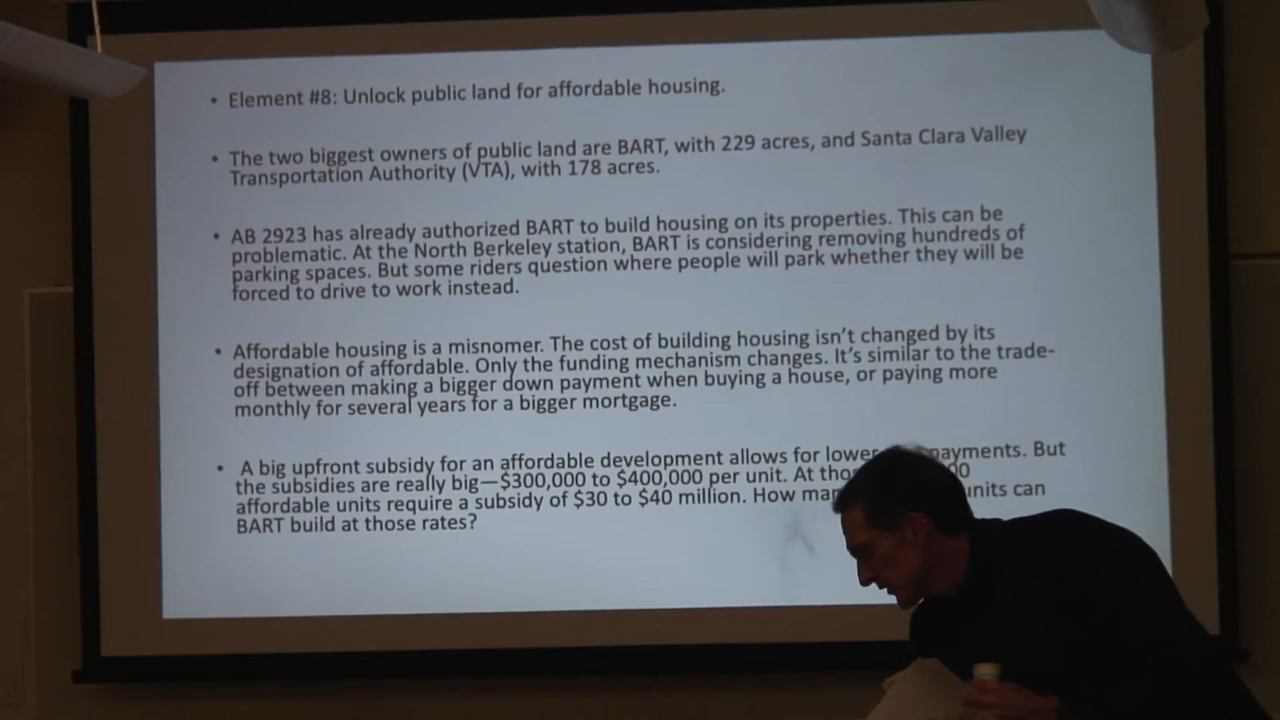 • Element #8: Unlock public land for affordable housing.
• The two biggest owners of public land are BART, with 229 acres, and Santa Clara Valley
Transportation Authority (VTA), with 178 acres.
• AB 2923 has already authorized BART to build housing on its properties. This can be
problematic. At the North Berkeley station, BART is considering removing hundreds of
parking spaces. But some riders question where people will park whether they will be
forced to drive to work instead.
• Affordable housing is a misnomer. The cost of building housing isn't changed by its
designation of affordable. Only the funding mechanism changes. It's similar to the trade-
off between making a bigger down payment when buying a house, or paying more
monthly for several years for a bigger mortgage.
• A big upfront subsidy for an affordable development allows for lower payments. But
the subsidies are really big—$300,000 to $400,000 per unit. At
affordable units require a subsidy of $30 to $40 million. How units can
BART build at those rates?